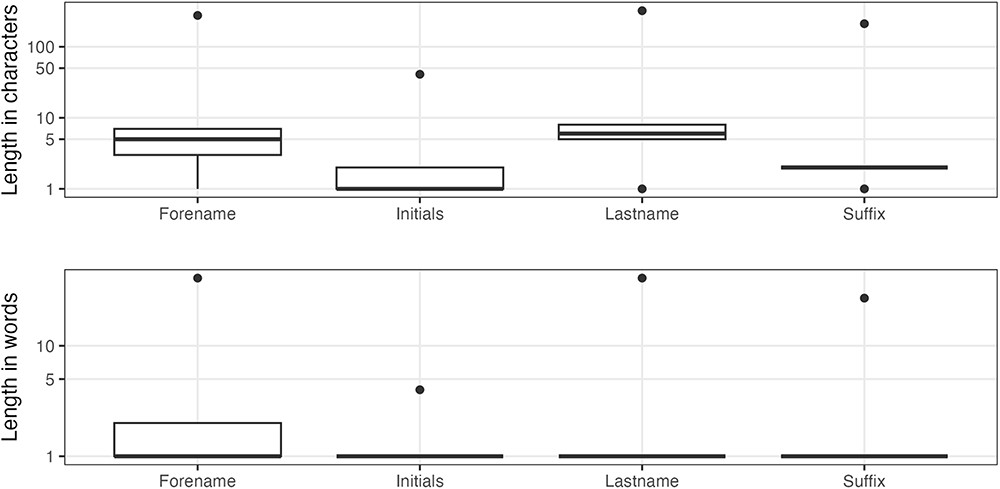 Length in characters
100
50
10
5
1
Forename Initials Lastname Suffix
Length in words
10
5
1
Forename Initials Lastname Suffix